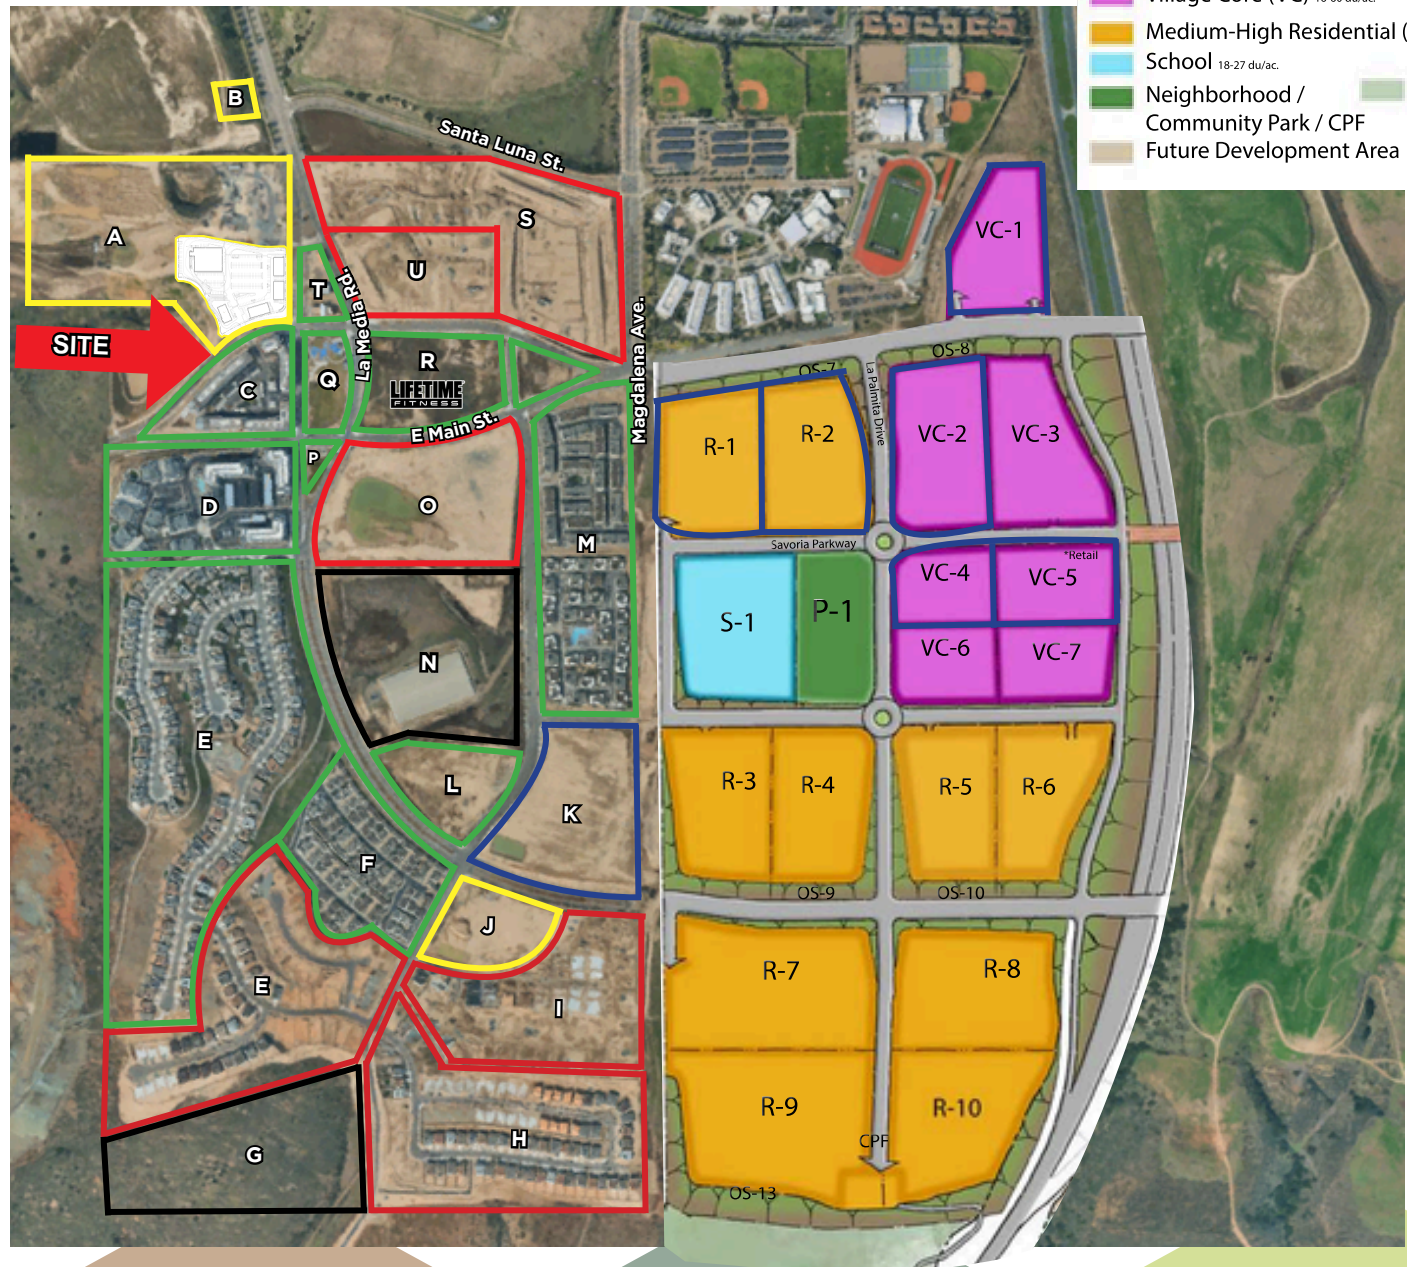 Village Core (VC)
Medium-High Residential (
School 18-27 du/ac.
Neighborhood /
Community Park / CPF
Future Development Area
B
Santa Luna St.
A
S
U
T
La Media Rd.
SITE
Magdalena Ave.
VC-1
OS-8
OS-7
La Palmita Drive
C
Q
R
LIFETIME
FITNESS
E Main St.
R-1
R-2
VC-2
VC-3
P
D
O
M
Savoria Parkway
*Retail
VC-4
VC-5
S-1
P-1
VC-6
VC-7
N
E
L
K
R-3
R-4
R-5
R-6
F
OS-9
OS-10
J
R-7
R-8
E
I
R-9
R-10
H
CPF
G
OS-13